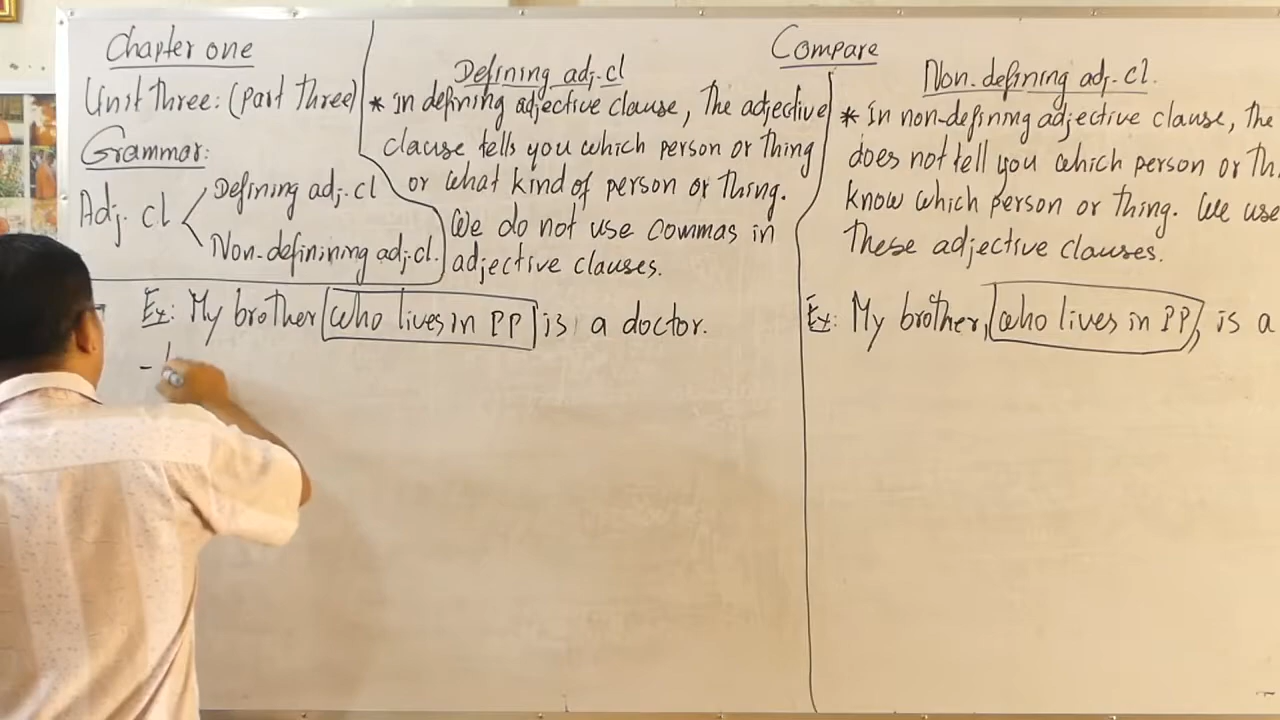 Chapter one
Unit Three: (part Three)
Grammar:
Adj. cl
Defining adj. cl
Non-definining adj. cl.
Compare
Defining adj. cl
* in defining adjective clause, The adjective
clause tells you which person or Thing
or what kind of person or Thing.
We do not use commas in
adjective clauses.
Ex: My brother who lives in PP is a doctor.
-
Non-defining adj. cl.
* in non-defining adjective clause, The
does not tell you which person or Th
know which person or Thing. We use
These adjective clauses.
Ex: My brother, who lives in PP, is a